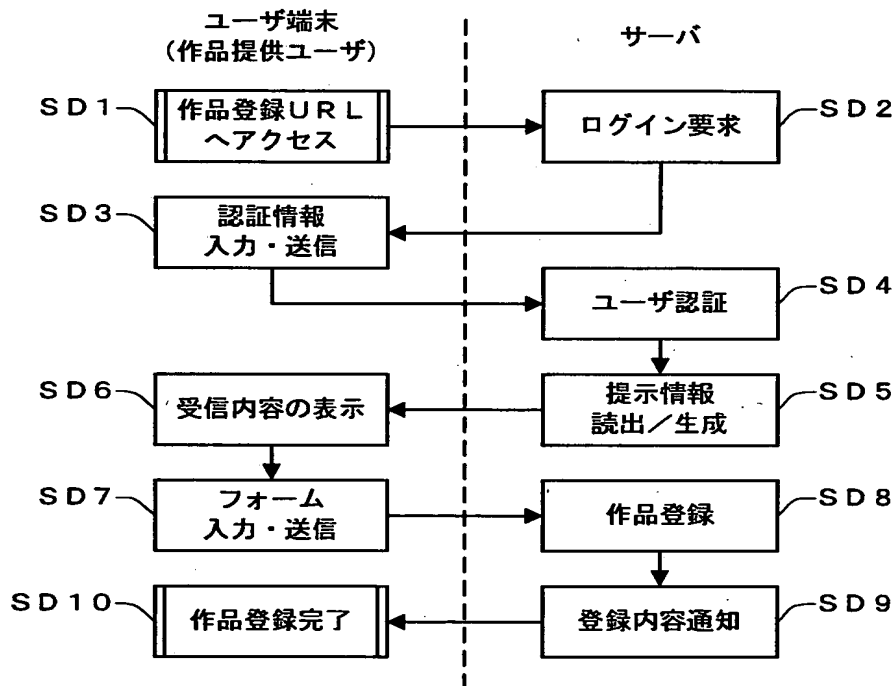 ユーザ端末
(作品提供ユーザ)
サーバ
SD1
作品登録URL
へアクセス
ログイン要求
SD2
SD3
認証情報
入力・送信
ユーザ認証
SD4
SD6
受信内容の表示
提示情報
読出/生成
SD5
SD7
フォーム
入力・送信
作品登録
SD8
SD10
作品登録完了
登録内容通知
SD9